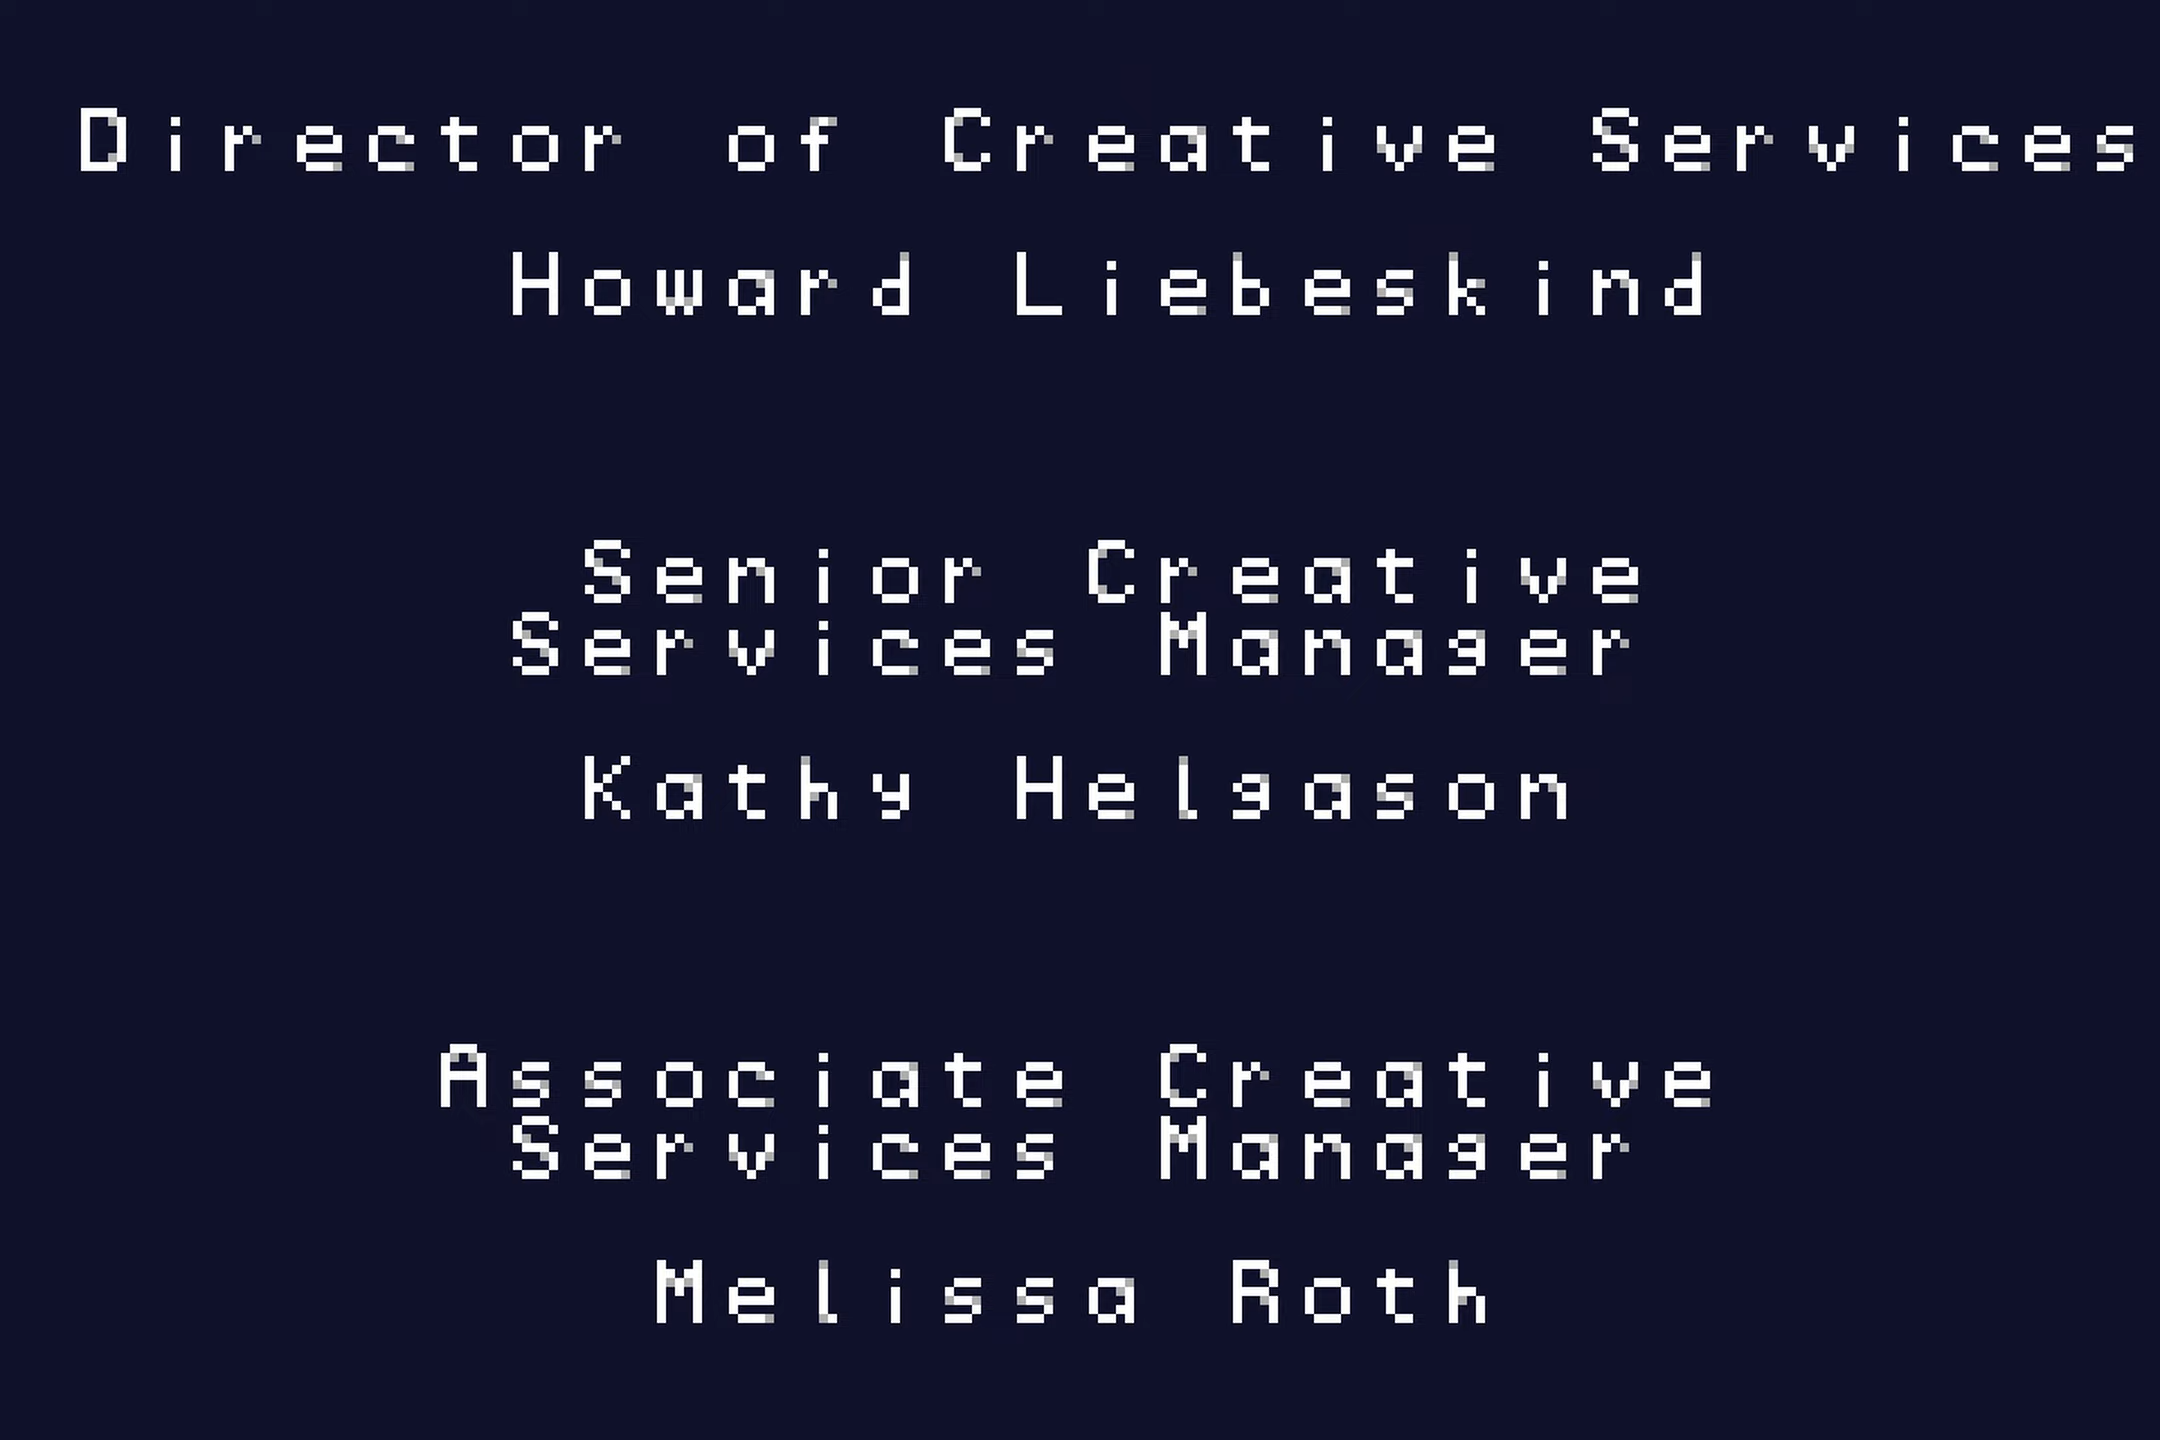 Director of Creative Services
Howard Liebeskind
Senior Creative
Services Manager
Kathy Helgason
Associate Creative
Services Manager
Melissa Roth